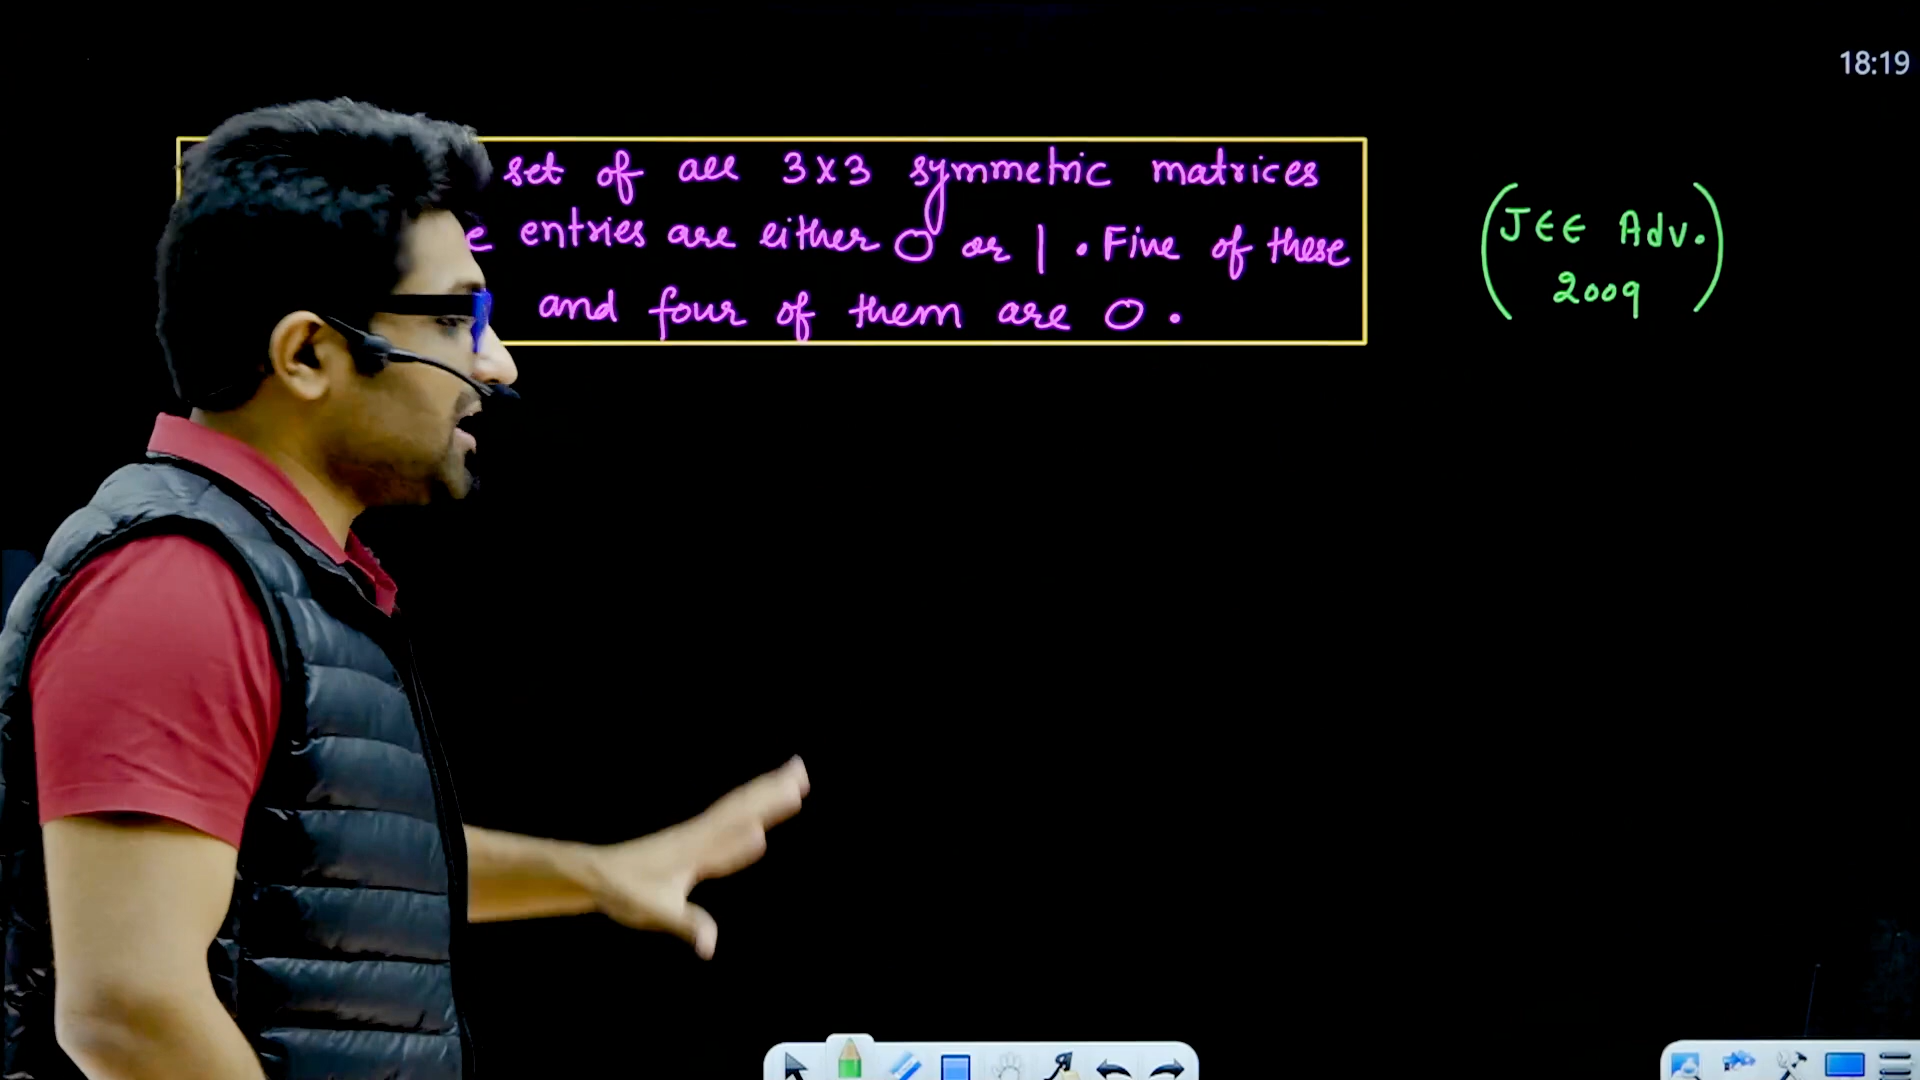 18:19
set of all 3x3 symmetric matrices
e entries are either 0 or 1 . Five of these
and four of them are 0 .
(JEE Adv.
2009)